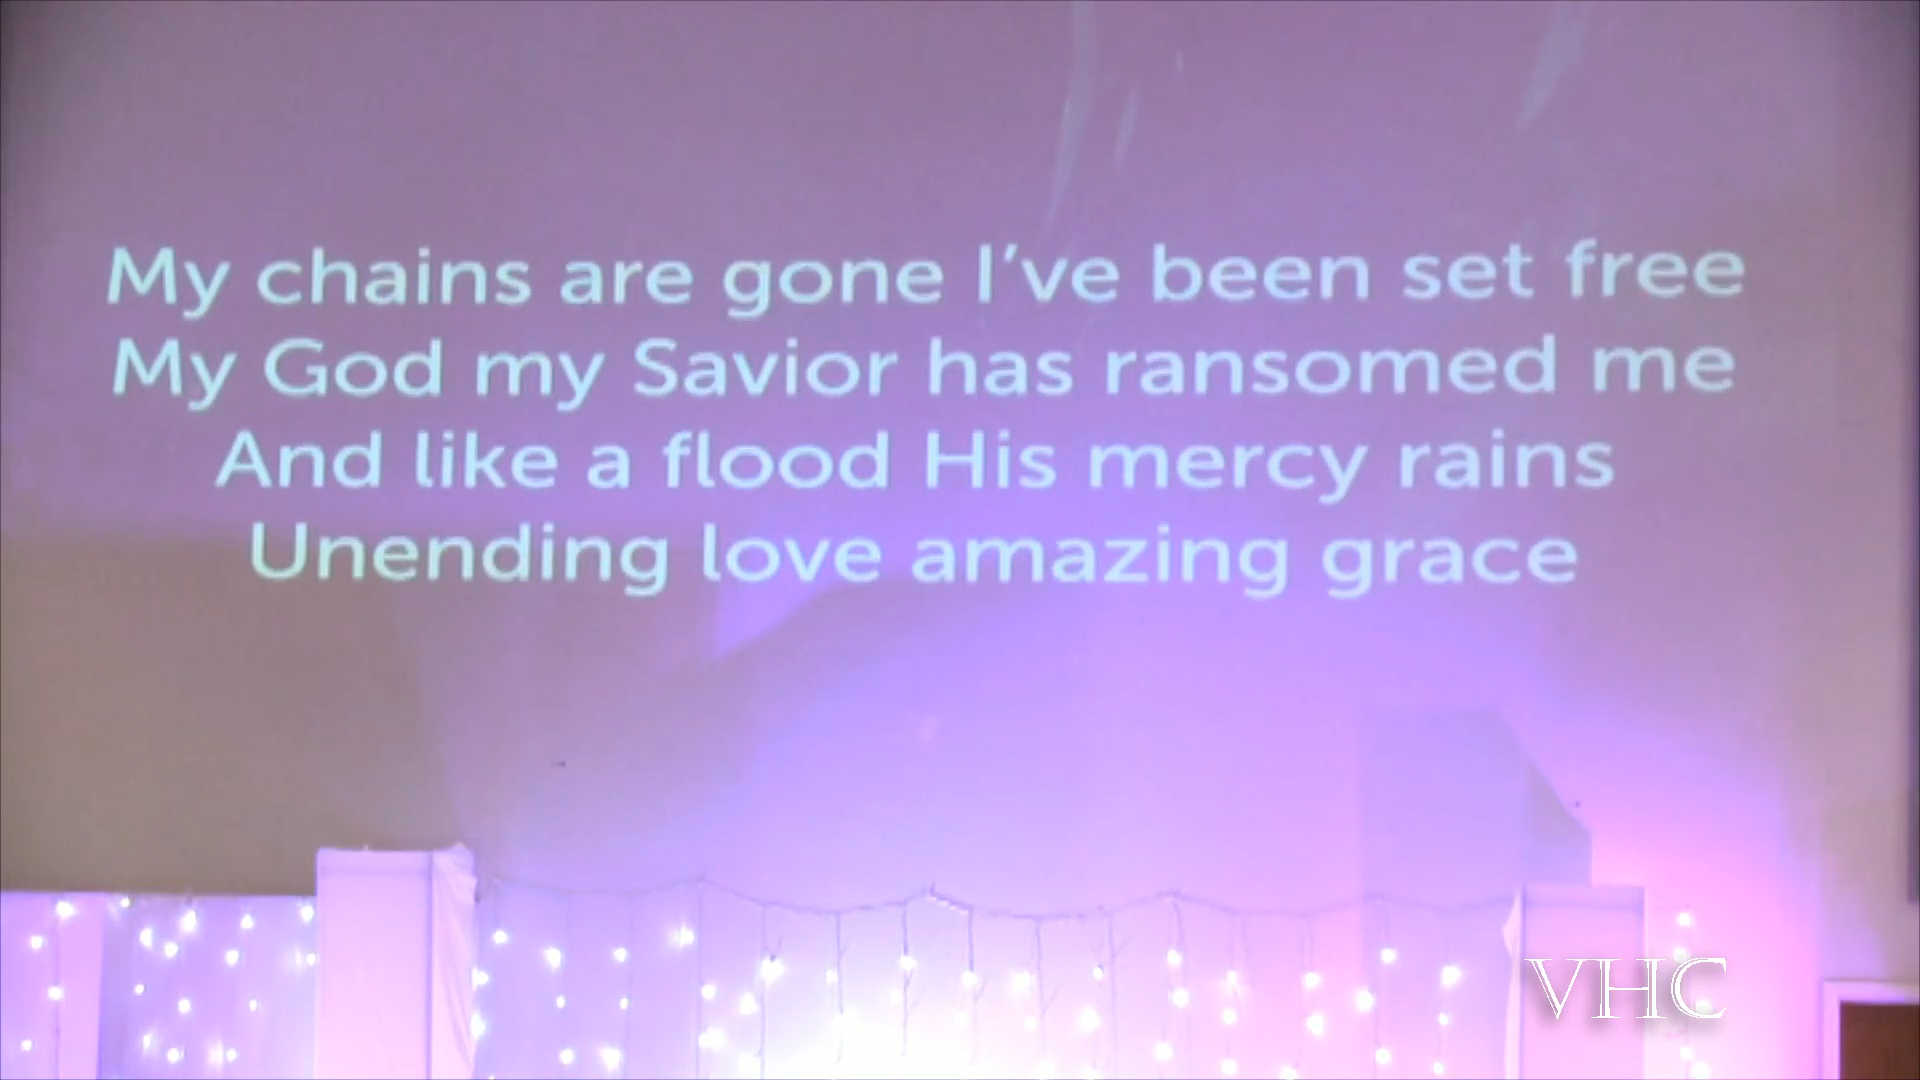 My chains are gone I've been set free
My God my Savior has ransomed me
And like a flood His mercy rains
Unending love amazing grace
VHC